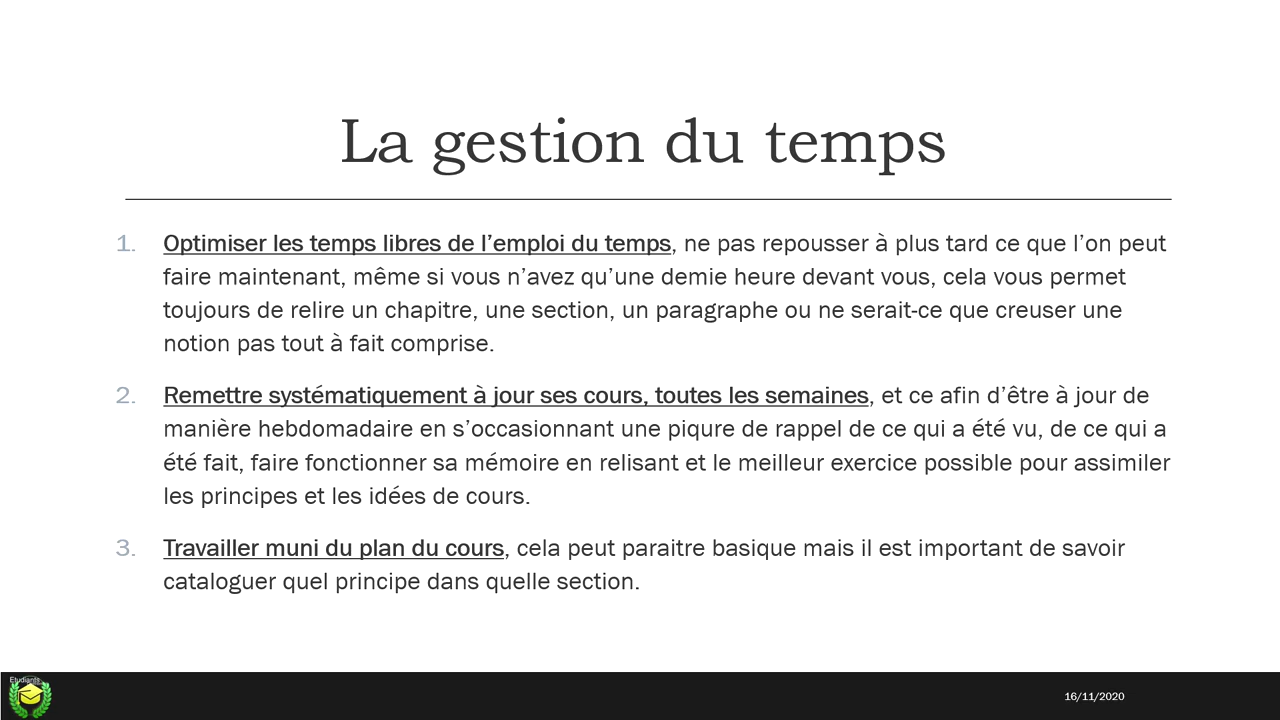 La gestion du temps
1. Optimiser les temps libres de l’emploi du temps, ne pas repousser à plus tard ce que l’on peut
faire maintenant, même si vous n’avez qu’une demie heure devant vous, cela vous permet
toujours de relire un chapitre, une section, un paragraphe ou ne serait-ce que creuser une
notion pas tout à fait comprise.
2. Remettre systématiquement à jour ses cours, toutes les semaines, et ce afin d’être à jour de
manière hebdomadaire en s’occasionnant une piqure de rappel de ce qui a été vu, de ce qui a
été fait, faire fonctionner sa mémoire en relisant et le meilleur exercice possible pour assimiler
les principes et les idées de cours.
3. Travailler muni du plan du cours, cela peut paraitre basique mais il est important de savoir
cataloguer quel principe dans quelle section.
Etudiants
16/11/2020